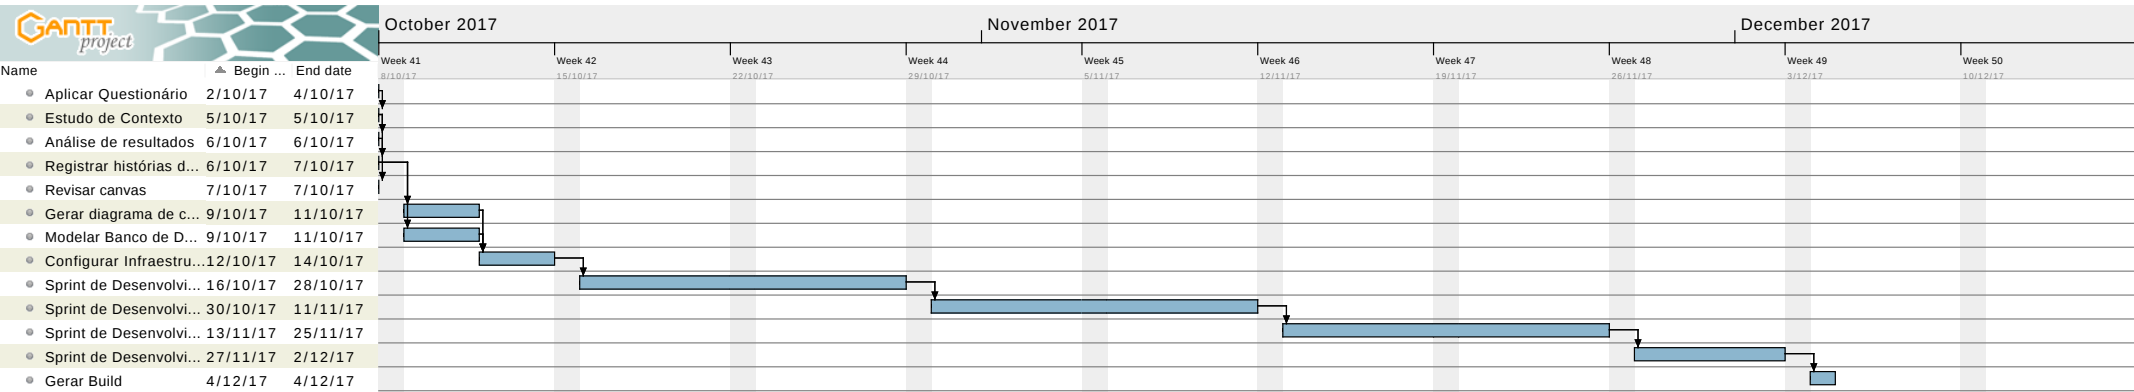 GANTT project
October 2017 November 2017 December 2017
Week 41 Week 42 Week 43 Week 44 Week 45 Week 46 Week 47 Week 48 Week 49 Week 50
Name Begin ... End date
8/10/17 15/10/17 22/10/17 29/10/17 5/11/17 12/11/17 19/11/17 26/11/17 3/12/17 10/12/17
Aplicar Questionário 2/10/17 4/10/17
Estudo de Contexto 5/10/17 5/10/17
Análise de resultados 6/10/17 6/10/17
Registrar histórias d... 6/10/17 7/10/17
Revisar canvas 7/10/17 7/10/17
Gerar diagrama de c... 9/10/17 11/10/17
Modelar Banco de D... 9/10/17 11/10/17
Configurar Infraestru... 12/10/17 14/10/17
Sprint de Desenvolvi... 16/10/17 28/10/17
Sprint de Desenvolvi... 30/10/17 11/11/17
Sprint de Desenvolvi... 13/11/17 25/11/17
Sprint de Desenvolvi... 27/11/17 2/12/17
Gerar Build 4/12/17 4/12/17